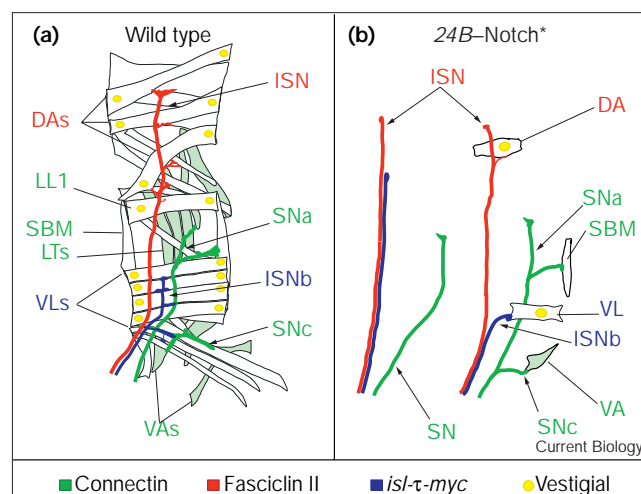 (a) Wild type
ISN
DAs
LL1
SBM
LTs
SNa
VLs
ISNb
SNc
VAs
(b) 24B–Notch*
ISN
DA
SNa
SBM
VL
ISNb
VA
SN
SNc
Current Biology
Connectin Fasciclin II isl-τ-myc Vestigial